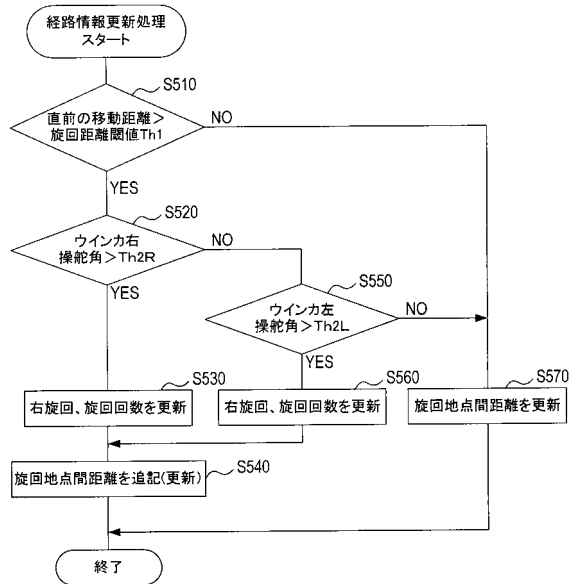 経路情報更新処理
スタート
S510
直前の移動距離>
旋回距離閾値Th1
NO
YES
S520
ウインカ右
操舵角>Th2R
NO
YES
S550
ウインカ左
操舵角>Th2L
NO
YES
S530
右旋回、旋回回数を更新
S560
右旋回、旋回回数を更新
S570
旋回地点間距離を更新
S540
旋回地点間距離を追記(更新)
終了